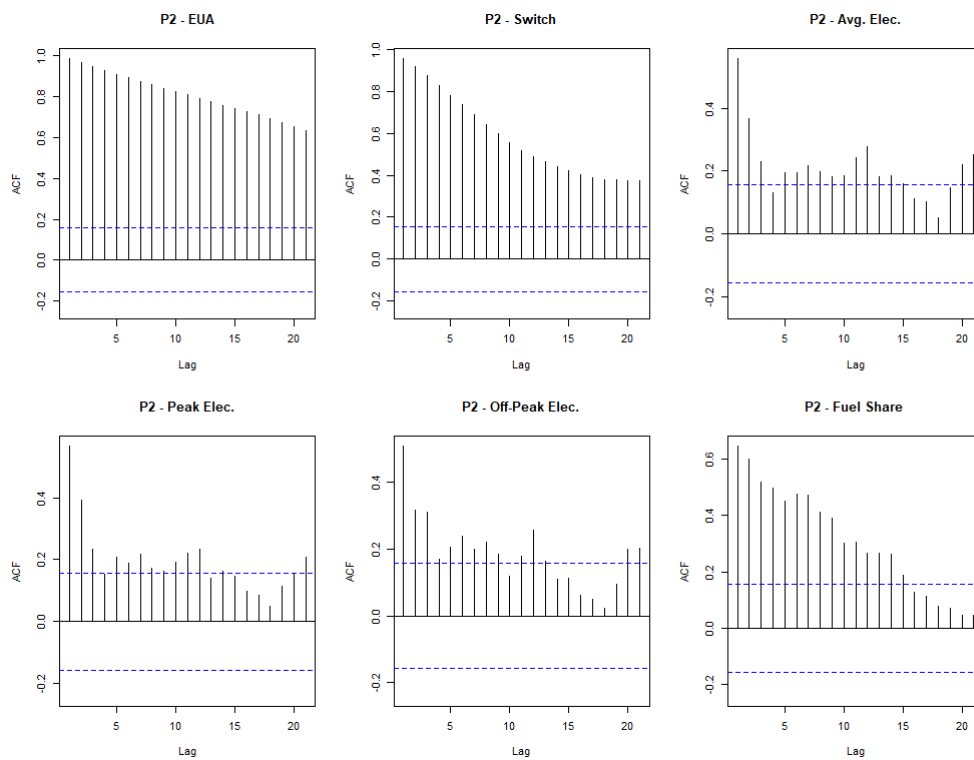 P2 - EUA
ACF
-0.2 0.0 0.2 0.4 0.6 0.8 1.0
5 10 15 20
Lag
P2 - Switch
ACF
-0.2 0.0 0.2 0.4 0.6 0.8 1.0
5 10 15 20
Lag
P2 - Avg. Elec.
ACF
-0.2 0.0 0.2 0.4
5 10 15 20
Lag
P2 - Peak Elec.
ACF
-0.2 0.0 0.2 0.4
5 10 15 20
Lag
P2 - Off-Peak Elec.
ACF
-0.2 0.0 0.2 0.4
5 10 15 20
Lag
P2 - Fuel Share
ACF
-0.2 0.0 0.2 0.4 0.6
5 10 15 20
Lag